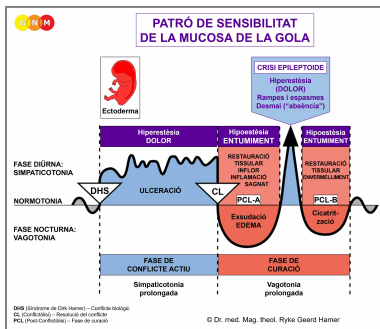 GNM
PATRÓ DE SENSIBILITAT
DE LA MUCOSA DE LA GOLA
CRISI EPILEPTOIDE
Hiperestèsia
(DOLOR)
Rampes i espasmes
Desmai ("absència")
Ectoderma
Hiperestèsia
DOLOR
Hipoestèsia
ENTUMIMENT
Hipoestèsia
ENTUMIMENT
FASE DIÜRNA:
SIMPATICOTONIA
RESTAURACIÓ
TISSULAR
INFLOR
INFLAMACIÓ
SAGNAT
RESTAURACIÓ
TISSULAR
ENVERMELLIMENT
DHS
ULCERACIÓ
CL
PCL-A
PCL-B
NORMOTONIA
Exsudació
EDEMA
Cicatrit-
zació
FASE NOCTURNA:
VAGOTONIA
FASE DE
CONFLICTE ACTIU
FASE DE
CURACIÓ
Simpaticotonia
prolongada
Vagotonia
prolongada
DHS (Síndrome de Dirk Hamer) – Conflicte biològic
CL (Conflictólisi) – Resolució del conflicte
PCL (Post-Conflictólisi) – Fase de curació
© Dr. med. Mag. theol. Ryke Geerd Hamer